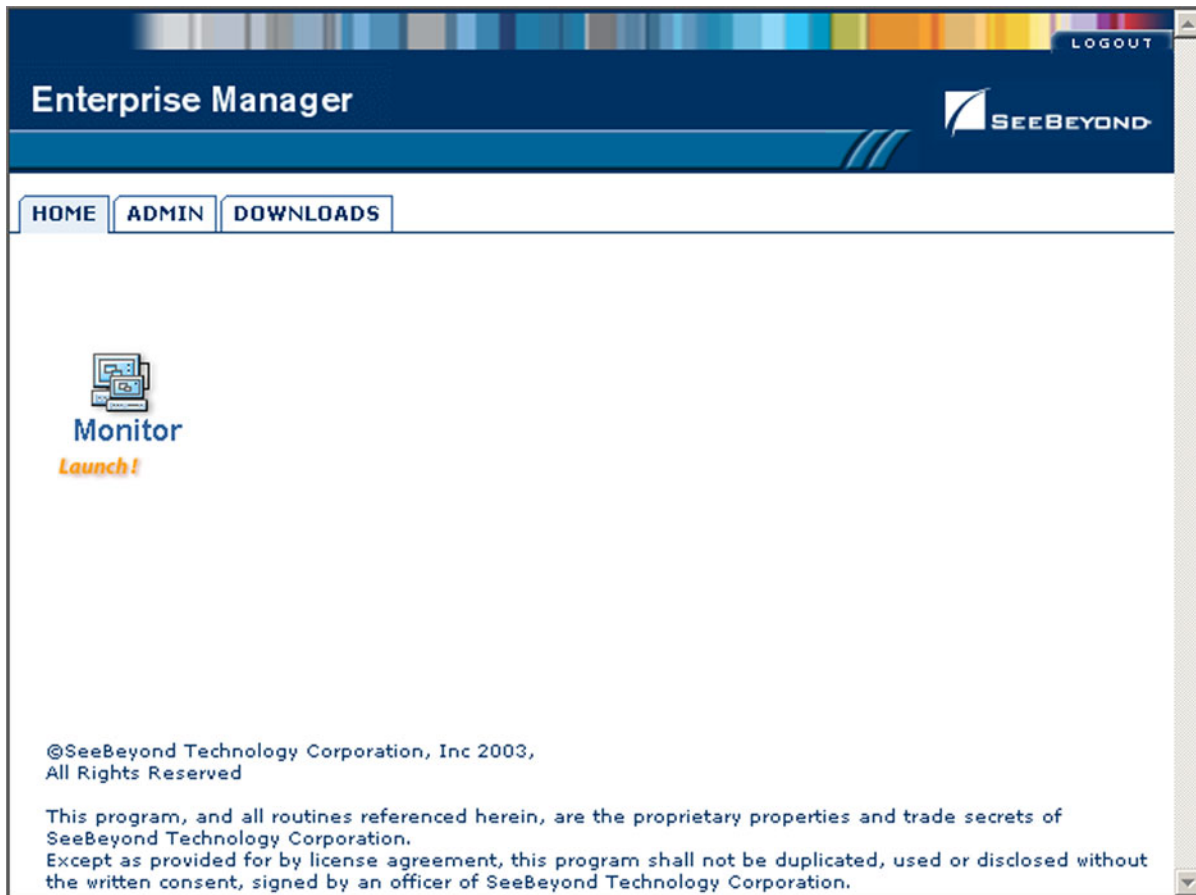 LOGOUT
Enterprise Manager
SEEBEYOND
HOME
ADMIN
DOWNLOADS
Monitor
Launch!
©SeeBeyond Technology Corporation, Inc 2003,
All Rights Reserved
This program, and all routines referenced herein, are the proprietary properties and trade secrets of
SeeBeyond Technology Corporation.
Except as provided for by license agreement, this program shall not be duplicated, used or disclosed without
the written consent, signed by an officer of SeeBeyond Technology Corporation.